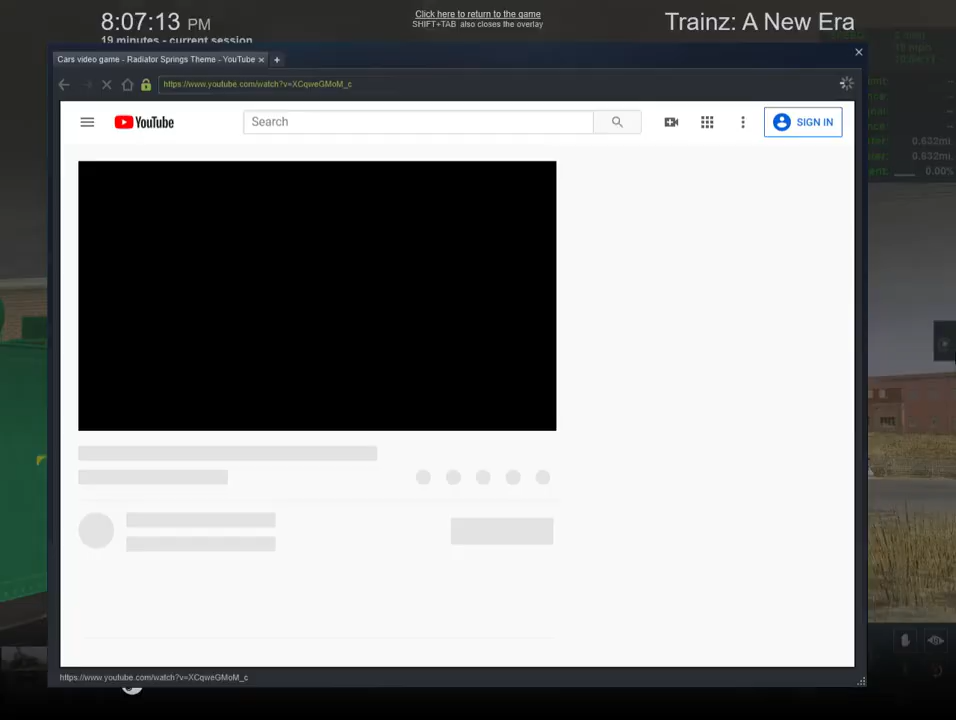 8:07:13 PM
19 minutes - current session
Click here to return to the game
SHIFT+TAB also closes the overlay
Trainz: A New Era
Cars video game - Radiator Springs Theme - YouTube
https://www.youtube.com/watch?v=XCqweGMoM_c
YouTube
Search
SIGN IN
0.632mi
0.632mi
0.00%
https://www.youtube.com/watch?v=XCqweGMoM_c